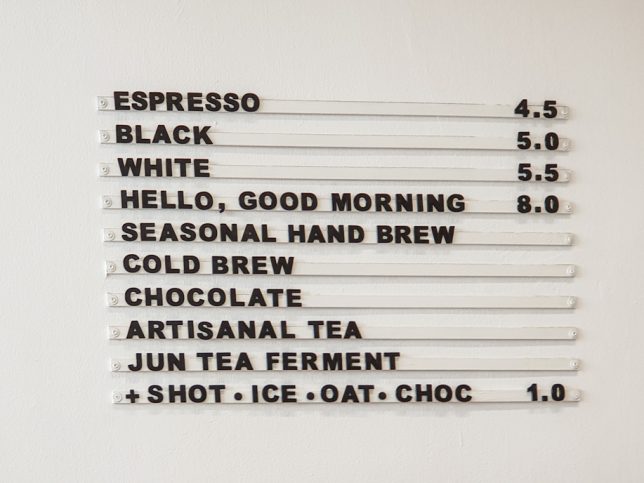 ESPRESSO 4.5
BLACK 5.0
WHITE 5.5
HELLO, GOOD MORNING 8.0
SEASONAL HAND BREW
COLD BREW
CHOCOLATE
ARTISANAL TEA
JUN TEA FERMENT
+ SHOT • ICE • OAT • CHOC 1.0